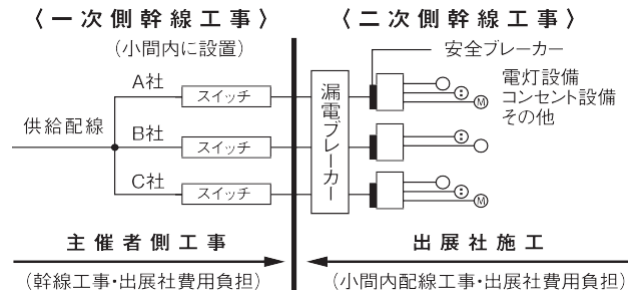 〈一次側幹線工事〉
(小間内に設置)
〈二次側幹線工事〉
安全ブレーカー
供給配線
A社
スイッチ
B社
スイッチ
C社
スイッチ
漏電ブレーカー
電灯設備
コンセント設備
その他
M
M
主催者側工事
(幹線工事・出展社費用負担)
出展社施工
(小間内配線工事・出展社費用負担)